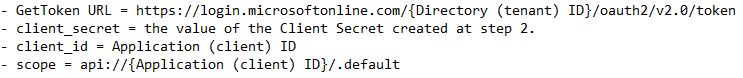 - GetToken URL = https://login.microsoftonline.com/{Directory (tenant) ID}/oauth2/v2.0/token
- client_secret = the value of the Client Secret created at step 2.
- client_id = Application (client) ID
- scope = api://{Application (client) ID}/.default